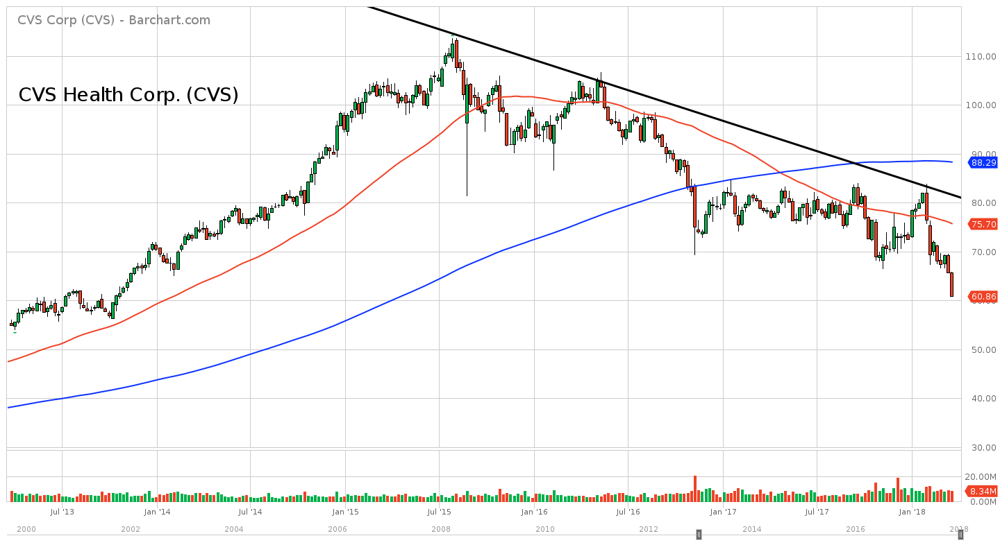 CVS Corp (CVS) - Barchart.com
CVS Health Corp. (CVS)
110.00
100.00
90.00
88.29
80.00
75.70
70.00
60.86
60.00
50.00
40.00
30.00
20.00M
8.34M
0.00M
Jul '13 Jan '14 Jul '14 Jan '15 Jul '15 Jan '16 Jul '16 Jan '17 Jul '17 Jan '18
2000 2002 2004 2006 2008 2010 2012 2014 2016 2018